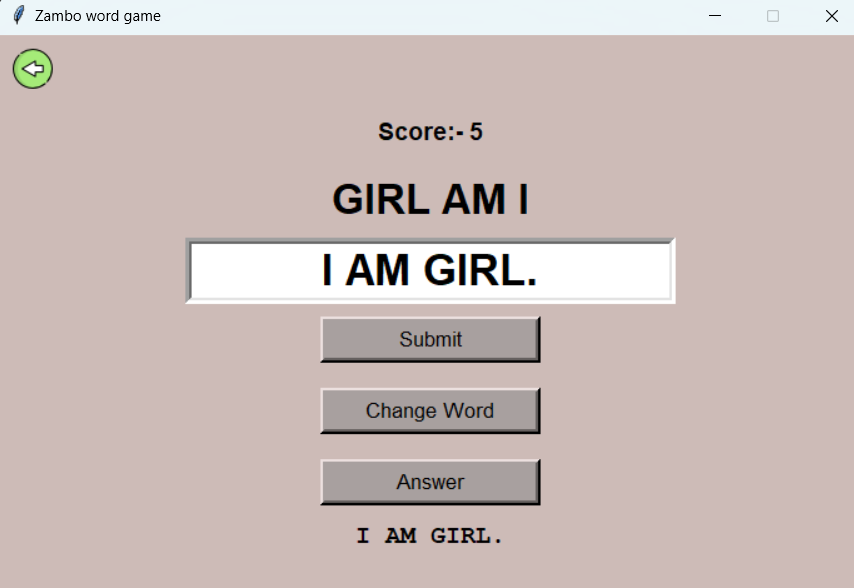 Zambo word game
Score:- 5
GIRL AM I
I AM GIRL.
Submit
Change Word
Answer
I AM GIRL.